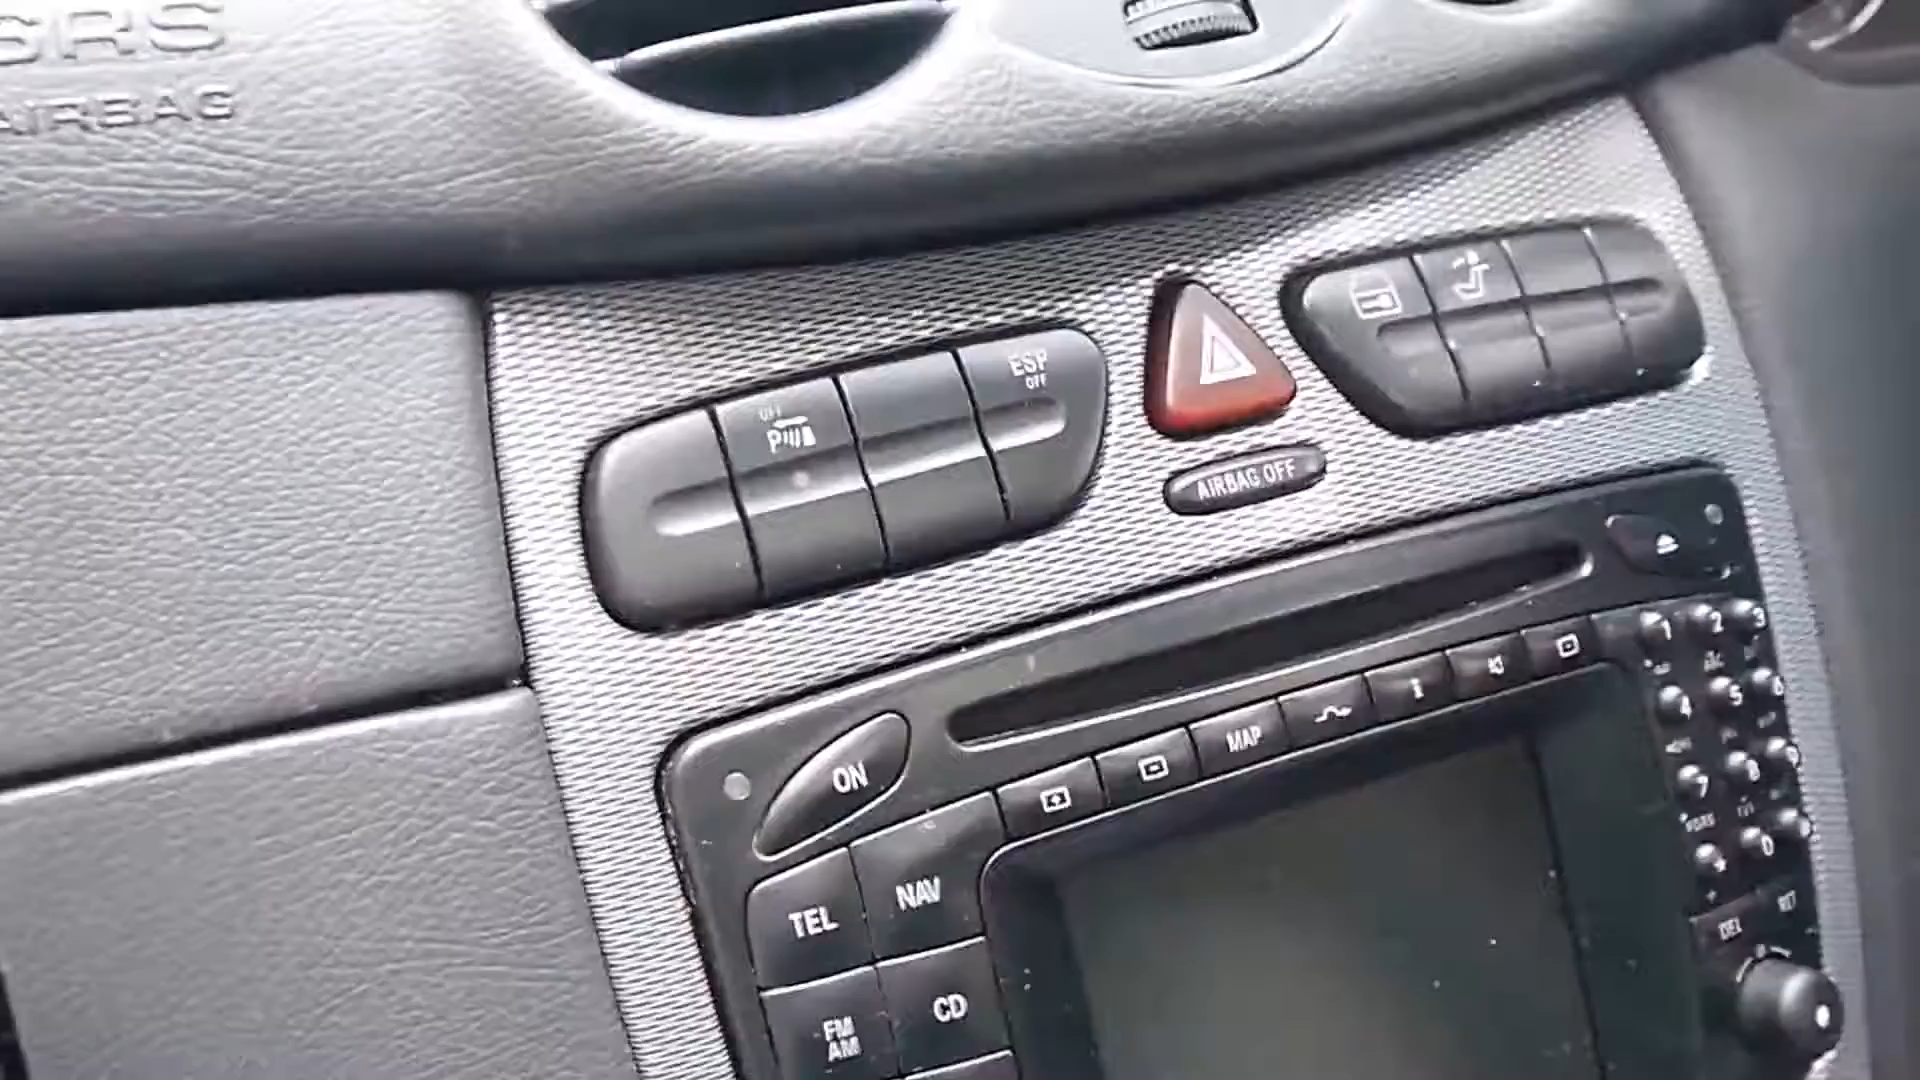 SRS
AIRBAG
OFF
P
ESP
OFF
AIRBAG OFF
ON
MAP
i
1 2 3
4 5 6
7 8 9
0
TEL
NAV
DEL
RET
FM
AM
CD